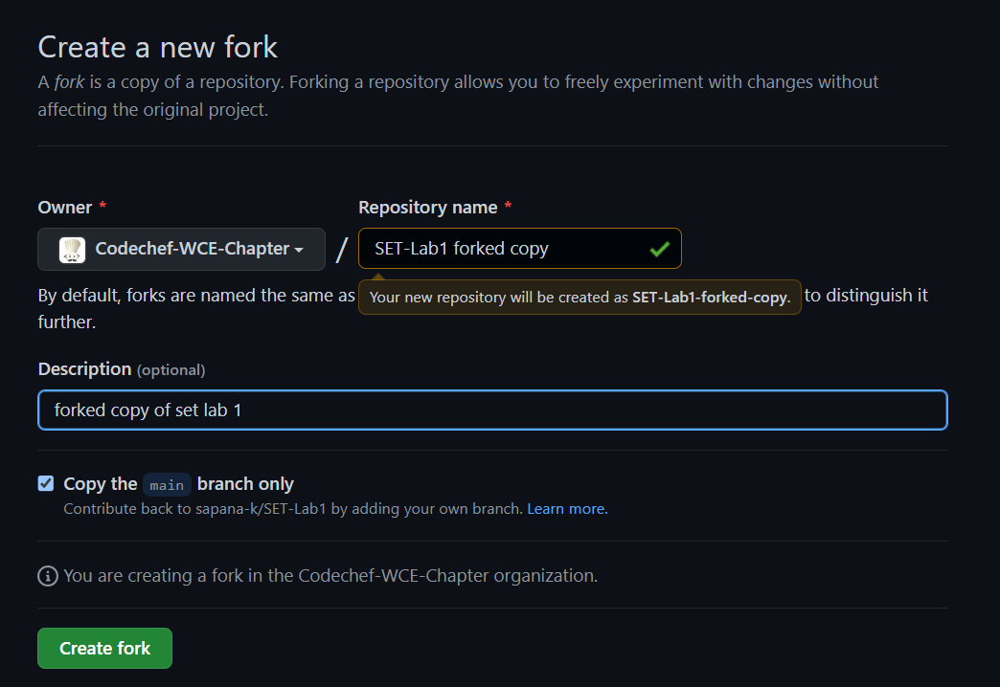 Create a new fork
A fork is a copy of a repository. Forking a repository allows you to freely experiment with changes without
affecting the original project.
Owner *
Repository name *
Codechef-WCE-Chapter
/
SET-Lab1 forked copy
By default, forks are named the same as
Your new repository will be created as SET-Lab1-forked-copy.
to distinguish it
further.
Description (optional)
forked copy of set lab 1
Copy the main branch only
Contribute back to sapana-k/SET-Lab1 by adding your own branch. Learn more.
You are creating a fork in the Codechef-WCE-Chapter organization.
Create fork